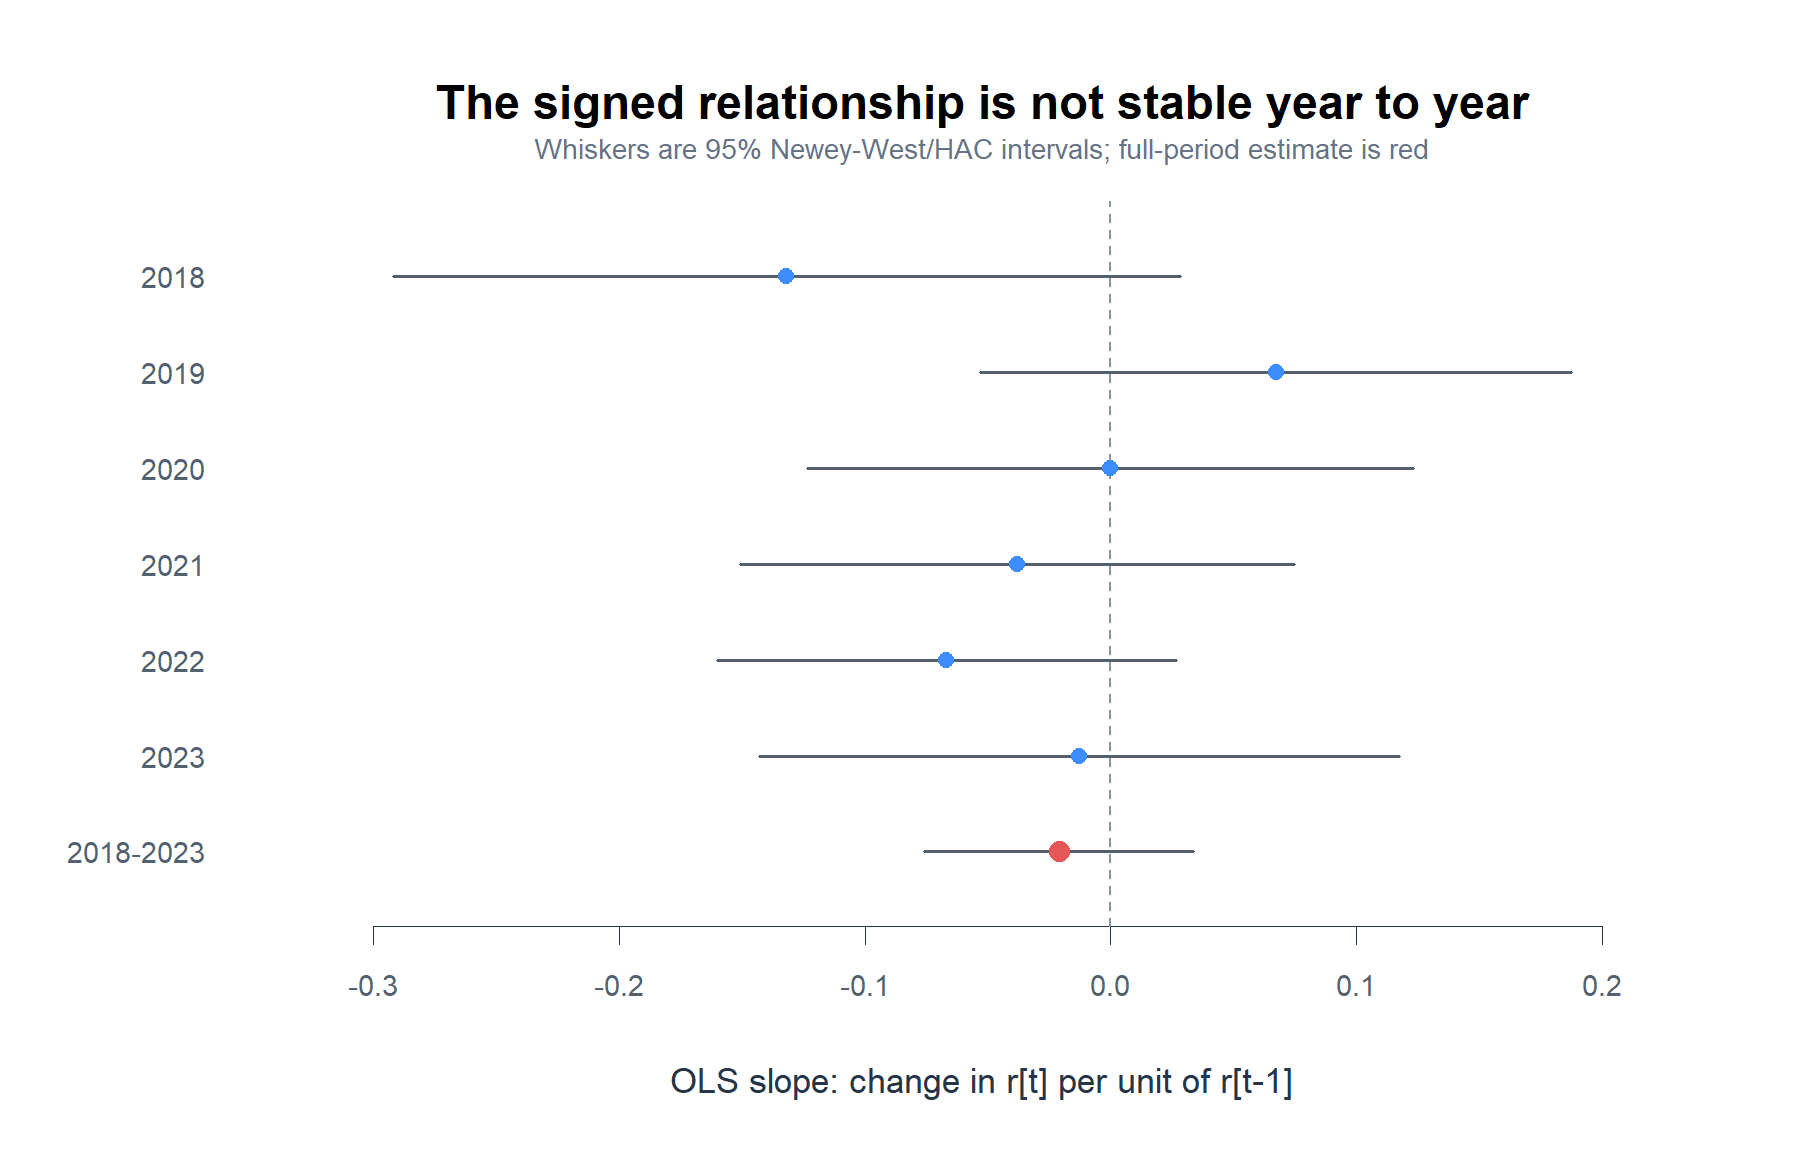 The signed relationship is not stable year to year
Whiskers are 95% Newey-West/HAC intervals; full-period estimate is red
2018
2019
2020
2021
2022
2023
2018-2023
-0.3 -0.2 -0.1 0.0 0.1 0.2
OLS slope: change in r[t] per unit of r[t-1]